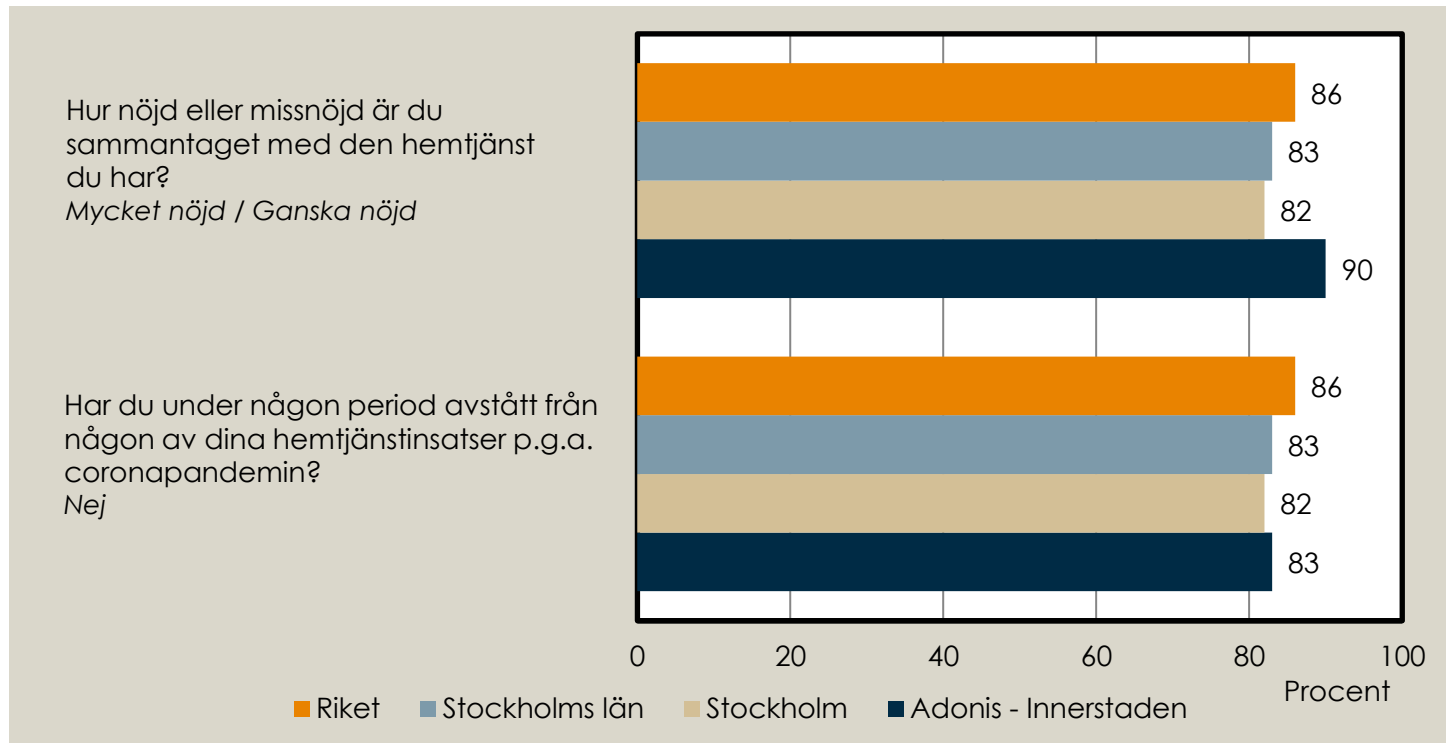 Hur nöjd eller missnöjd är du
sammantaget med den hemtjänst
du har?
Mycket nöjd / Ganska nöjd
86
83
82
90
Har du under någon period avstått från
någon av dina hemtjänstinsatser p.g.a.
coronapandemin?
Nej
86
83
82
83
0 20 40 60 80 100
Procent
Riket Stockholms län Stockholm Adonis - Innerstaden